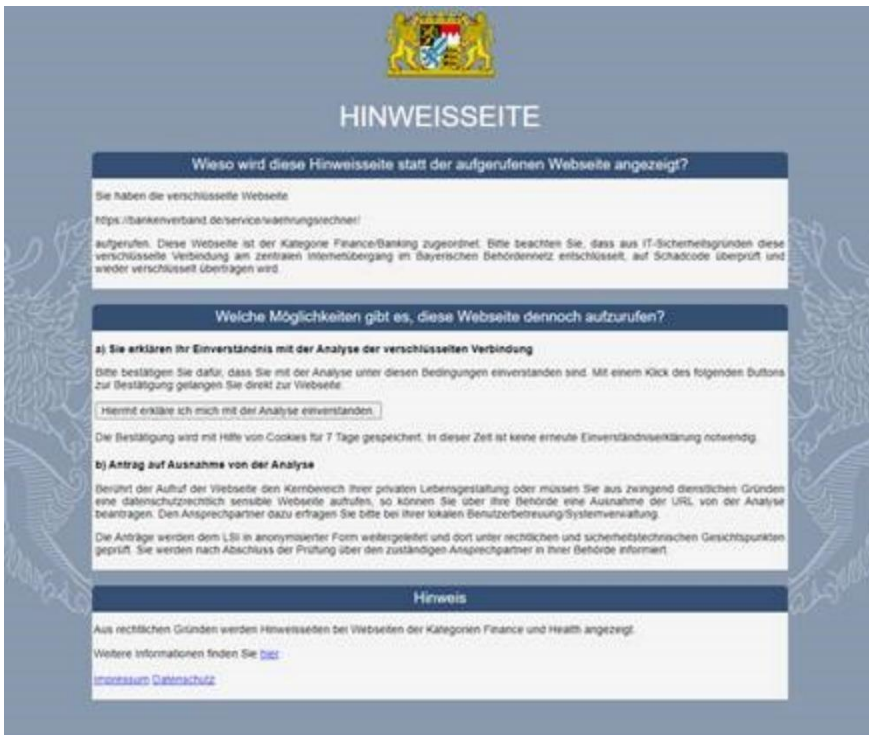 HINWEISSEITE
Wieso wird diese Hinweisseite statt der aufgerufenen Webseite angezeigt?
Sie haben die verschlüsselte Webseite
https://bankenverband.de/service/waehrungsrechner/
aufgerufen. Diese Webseite ist der Kategorie Finance/Banking zugeordnet. Bitte beachten Sie, dass aus IT-Sicherheitsgründen diese
verschlüsselte Verbindung am zentralen Internetübergang im Bayerischen Behördennetz entschlüsselt, auf Schadcode überprüft und
wieder verschlüsselt übertragen wird.
Welche Möglichkeiten gibt es, diese Webseite dennoch aufzurufen?
a) Sie erklären Ihr Einverständnis mit der Analyse der verschlüsselten Verbindung
Bitte bestätigen Sie dafür, dass Sie mit der Analyse unter diesen Bedingungen einverstanden sind. Mit einem Klick des folgenden Buttons
zur Bestätigung gelangen Sie direkt zur Webseite.
Hiermit erkläre ich mich mit der Analyse einverstanden.
Die Bestätigung wird mit Hilfe von Cookies für 7 Tage gespeichert. In dieser Zeit ist keine erneute Einverständniserklärung notwendig.
b) Antrag auf Ausnahme von der Analyse
Berührt der Aufruf der Webseite den Kernbereich Ihrer privaten Lebensgestaltung oder müssen Sie aus zwingend dienstlichen Gründen
eine datenschutzrechtlich sensible Webseite aufrufen, so können Sie über Ihre Behörde eine Ausnahme der URL von der Analyse
beantragen. Den Ansprechpartner dazu erfragen Sie bitte bei Ihrer lokalen Benutzerbetreuung/Systemverwaltung.
Die Anträge werden dem LSI in anonymisierter Form weitergeleitet und dort unter rechtlichen und sicherheitstechnischen Gesichtspunkten
geprüft. Sie werden nach Abschluss der Prüfung über den zuständigen Ansprechpartner in Ihrer Behörde informiert.
Hinweis
Aus rechtlichen Gründen werden Hinweisseiten bei Webseiten der Kategorien Finance und Health angezeigt.
Weitere Informationen finden Sie hier.
Impressum Datenschutz